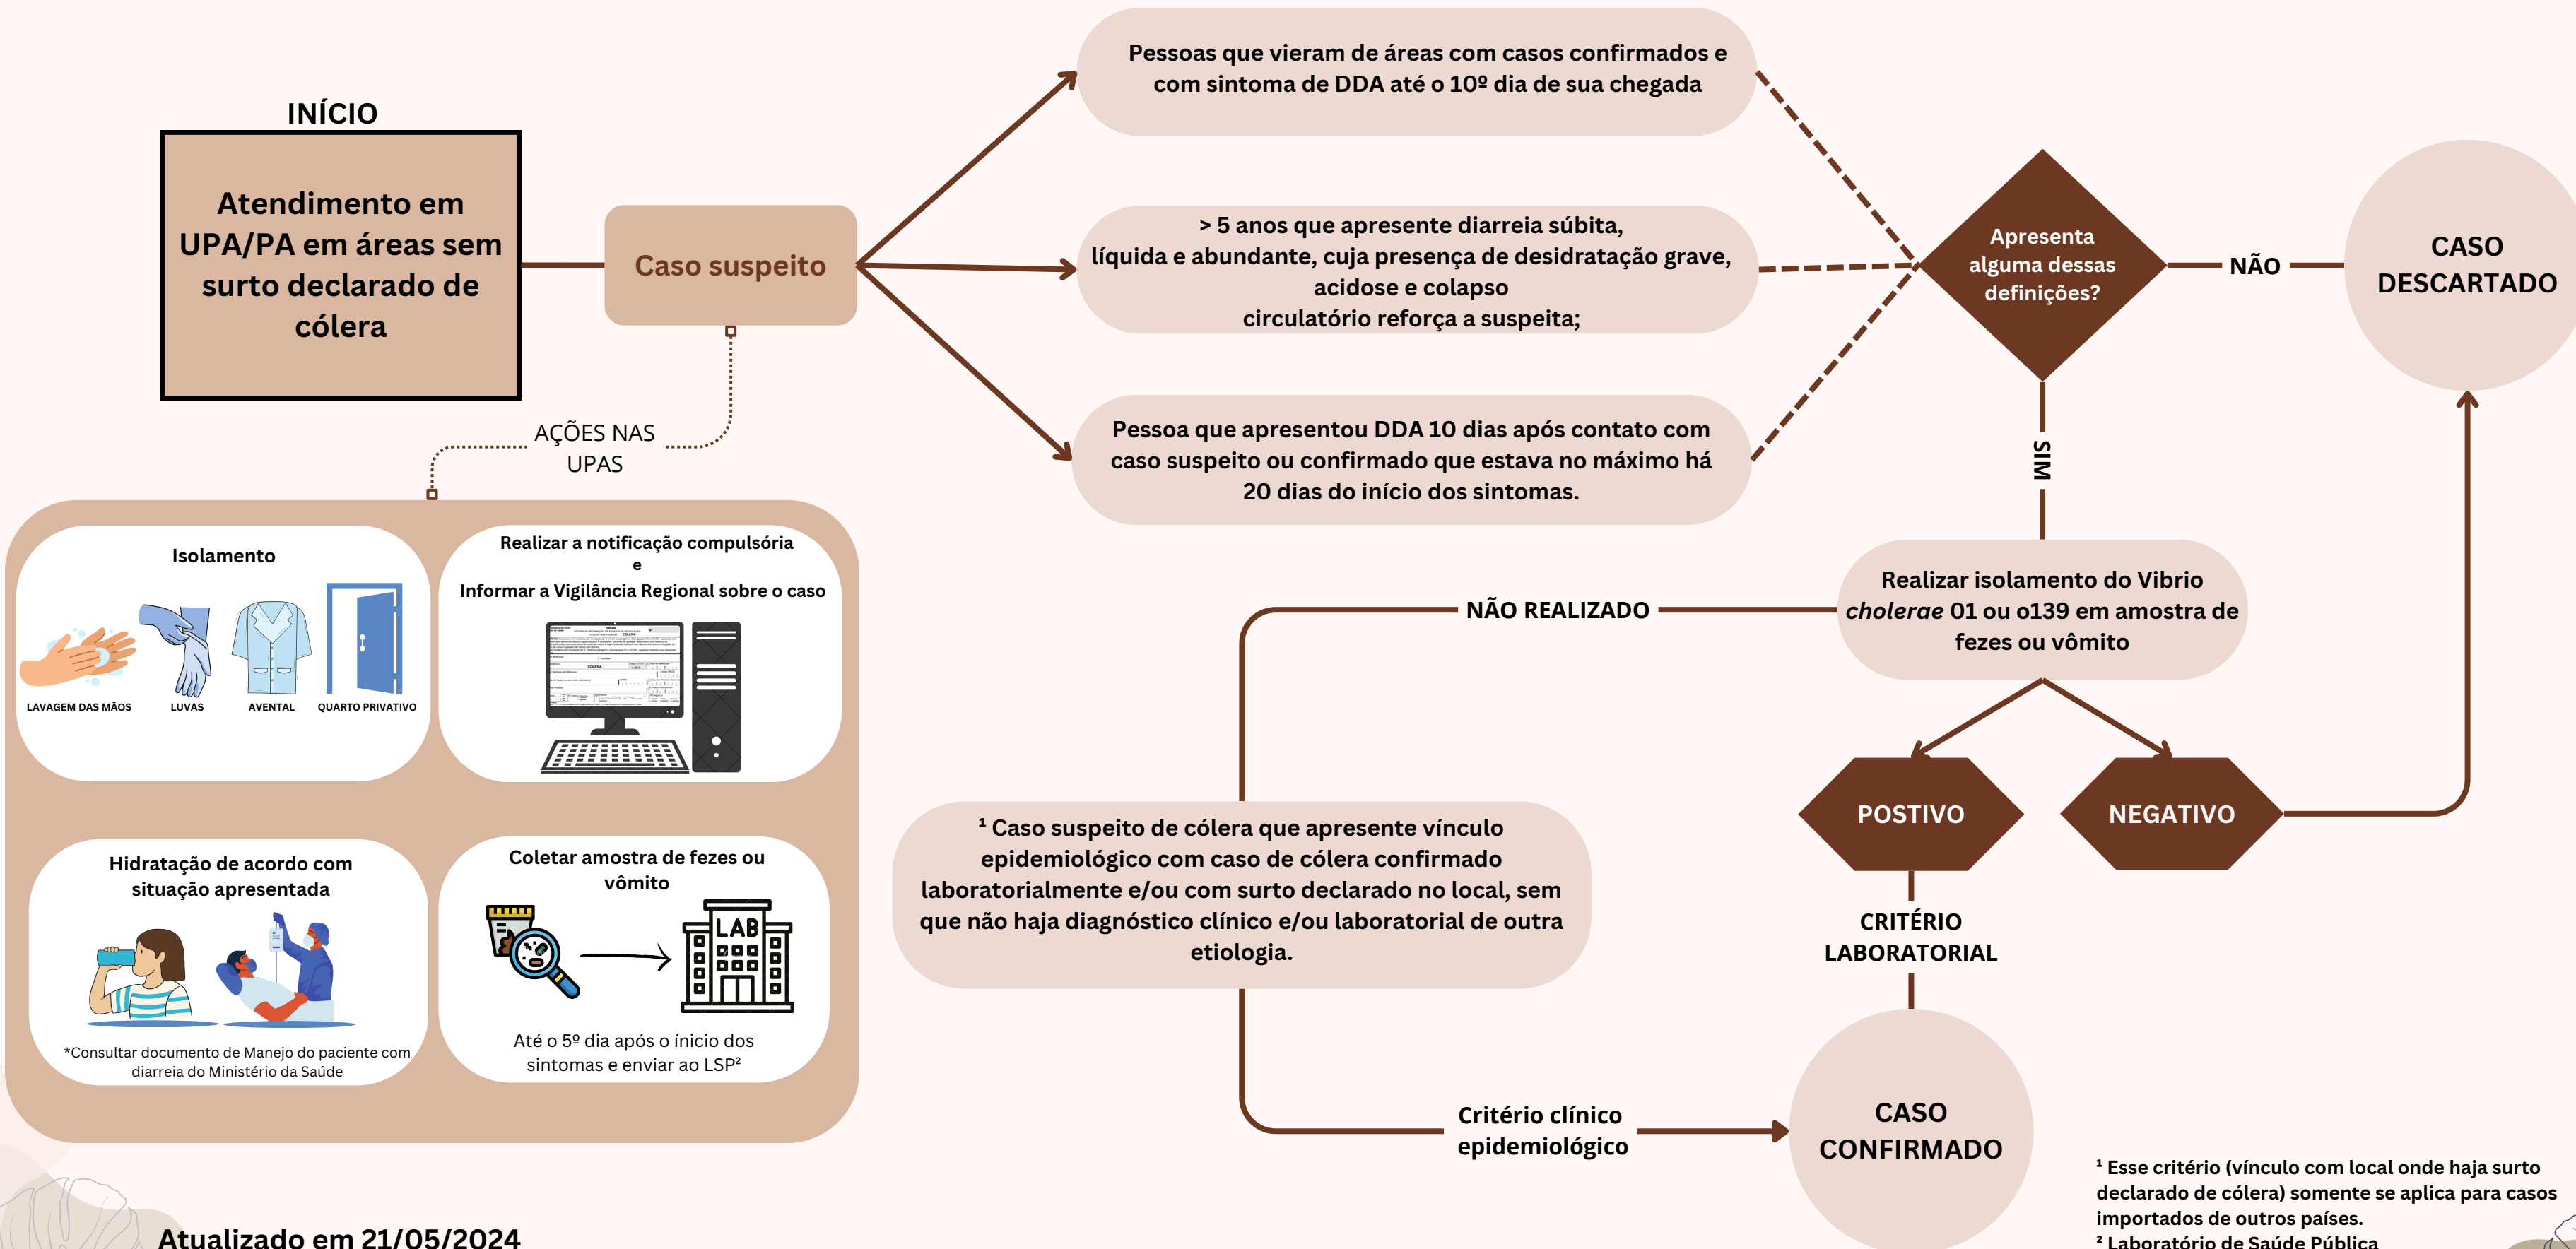 INÍCIO
Atendimento em
UPA/PA em áreas sem
surto declarado de
cólera
Caso suspeito
Pessoas que vieram de áreas com casos confirmados e
com sintoma de DDA até o 10º dia de sua chegada
> 5 anos que apresente diarreia súbita,
líquida e abundante, cuja presença de desidratação grave,
acidose e colapso
circulatório reforça a suspeita;
Pessoa que apresentou DDA 10 dias após contato com
caso suspeito ou confirmado que estava no máximo há
20 dias do início dos sintomas.
Apresenta
alguma dessas
definições?
NÃO
CASO
DESCARTADO
SIM
Realizar isolamento do Vibrio
cholerae 01 ou o139 em amostra de
fezes ou vômito
NÃO REALIZADO
POSTIVO
NEGATIVO
CRITÉRIO
LABORATORIAL
¹ Caso suspeito de cólera que apresente vínculo
epidemiológico com caso de cólera confirmado
laboratorialmente e/ou com surto declarado no local, sem
que não haja diagnóstico clínico e/ou laboratorial de outra
etiologia.
Critério clínico
epidemiológico
CASO
CONFIRMADO
AÇÕES NAS
UPAS
Isolamento
LAVAGEM DAS MÃOS
LUVAS
AVENTAL
QUARTO PRIVATIVO
Realizar a notificação compulsória
e
Informar a Vigilância Regional sobre o caso
CÓLERA
CÓLERA
Hidratação de acordo com
situação apresentada
*Consultar documento de Manejo do paciente com
diarreia do Ministério da Saúde
Coletar amostra de fezes ou
vômito
LAB
Até o 5º dia após o ínicio dos
sintomas e enviar ao LSP²
Atualizado em 21/05/2024
¹ Esse critério (vínculo com local onde haja surto
declarado de cólera) somente se aplica para casos
importados de outros países.
² Laboratório de Saúde Pública